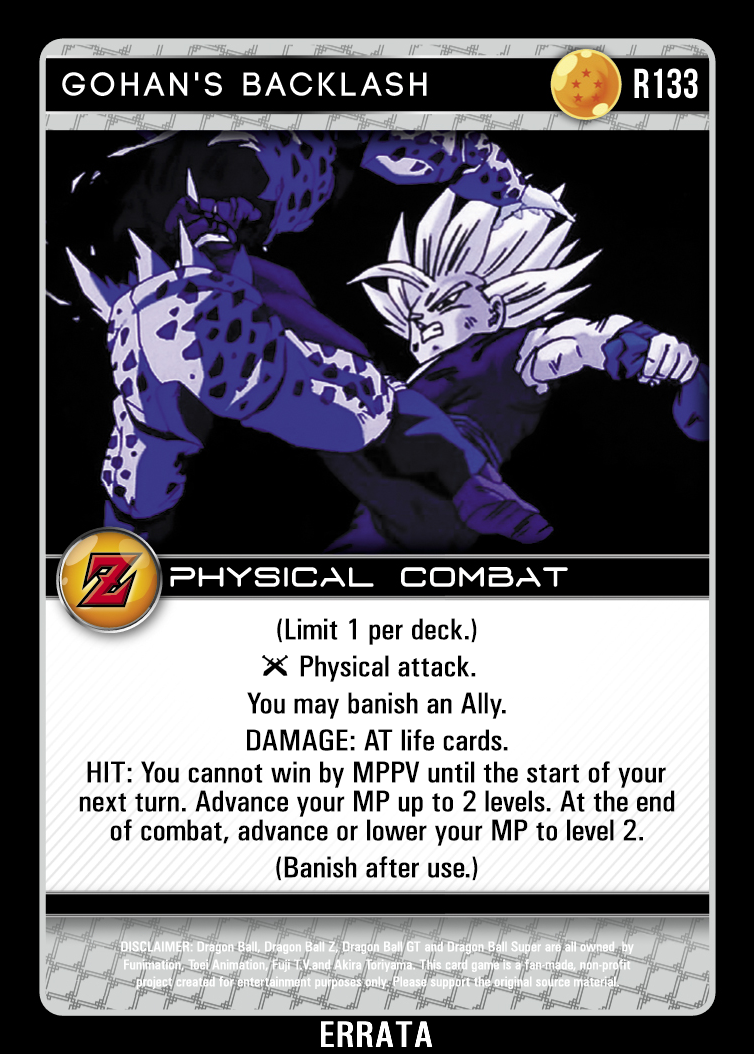 GOHAN'S BACKLASH
R133
Z
PHYSICAL COMBAT
(Limit 1 per deck.)
Physical attack.
You may banish an Ally.
DAMAGE: AT life cards.
HIT: You cannot win by MPPV until the start of your
next turn. Advance your MP up to 2 levels. At the end
of combat, advance or lower your MP to level 2.
(Banish after use.)
DISCLAIMER: Dragon Ball, Dragon Ball Z, Dragon Ball GT and Dragon Ball Super are all owned by
Funimation, Toei Animation, Fuji T.V.and Akira Toriyama. This card game is a fan-made, non-profit
project created for entertainment purposes only. Please support the original source material.
ERRATA